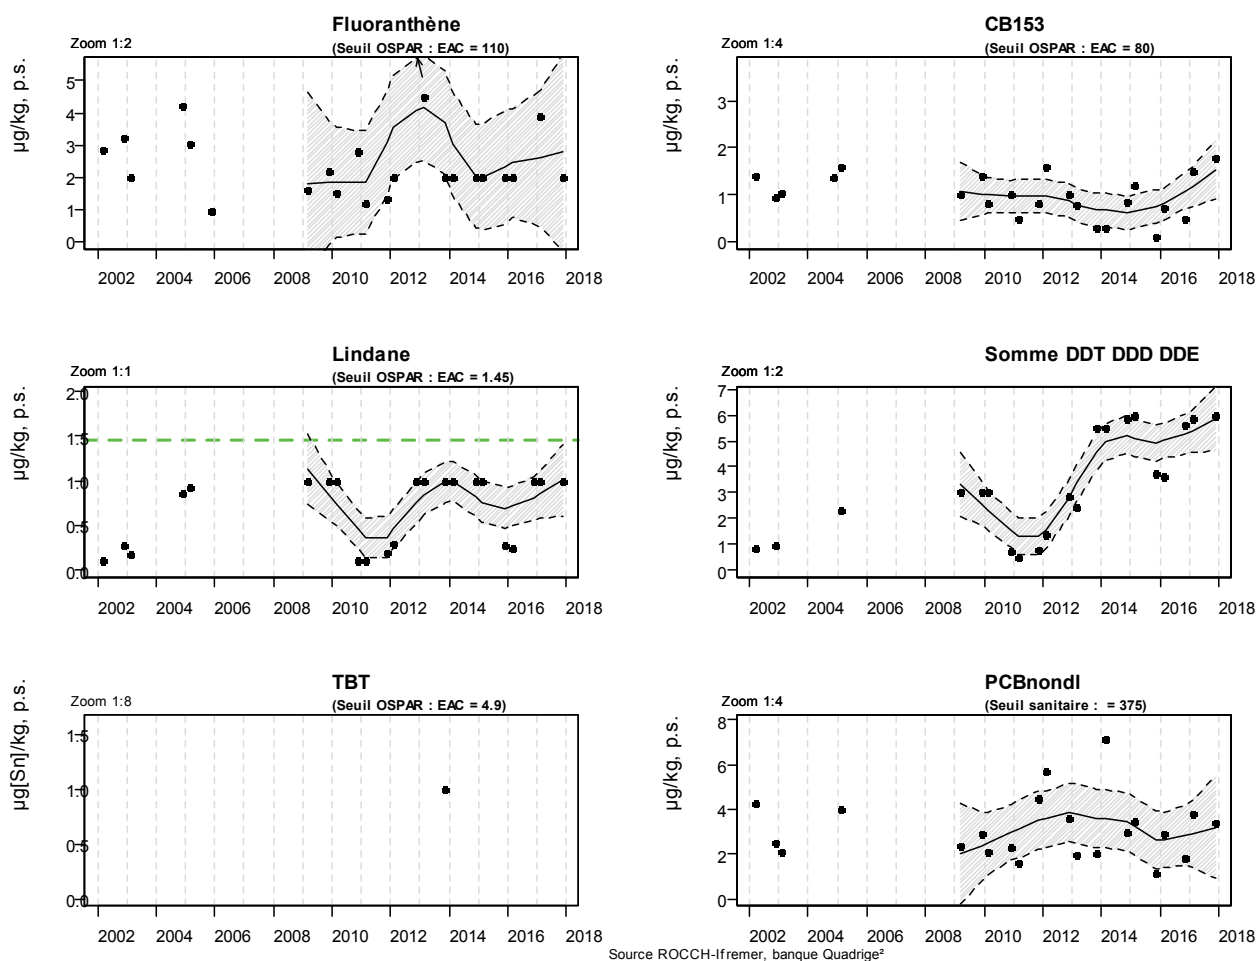 Fluoranthène
Zoom 1:2
(Seuil OSPAR : EAC = 110)
µg/kg, p.s.
5
4
3
2
1
0
2002 2004 2006 2008 2010 2012 2014 2016 2018
CB153
Zoom 1:4
(Seuil OSPAR : EAC = 80)
µg/kg, p.s.
3
2
1
0
2002 2004 2006 2008 2010 2012 2014 2016 2018
Lindane
Zoom 1:1
(Seuil OSPAR : EAC = 1.45)
µg/kg, p.s.
2.0
1.5
1.0
0.5
0.0
2002 2004 2006 2008 2010 2012 2014 2016 2018
Somme DDT DDD DDE
Zoom 1:2
µg/kg, p.s.
7
6
5
4
3
2
1
0
2002 2004 2006 2008 2010 2012 2014 2016 2018
TBT
Zoom 1:8
(Seuil OSPAR : EAC = 4.9)
µg[Sn]/kg, p.s.
1.5
1.0
0.5
0.0
2002 2004 2006 2008 2010 2012 2014 2016 2018
PCBnondl
Zoom 1:4
(Seuil sanitaire : = 375)
µg/kg, p.s.
8
6
4
2
0
2002 2004 2006 2008 2010 2012 2014 2016 2018
Source ROCCH-Ifremer, banque Quadrige²